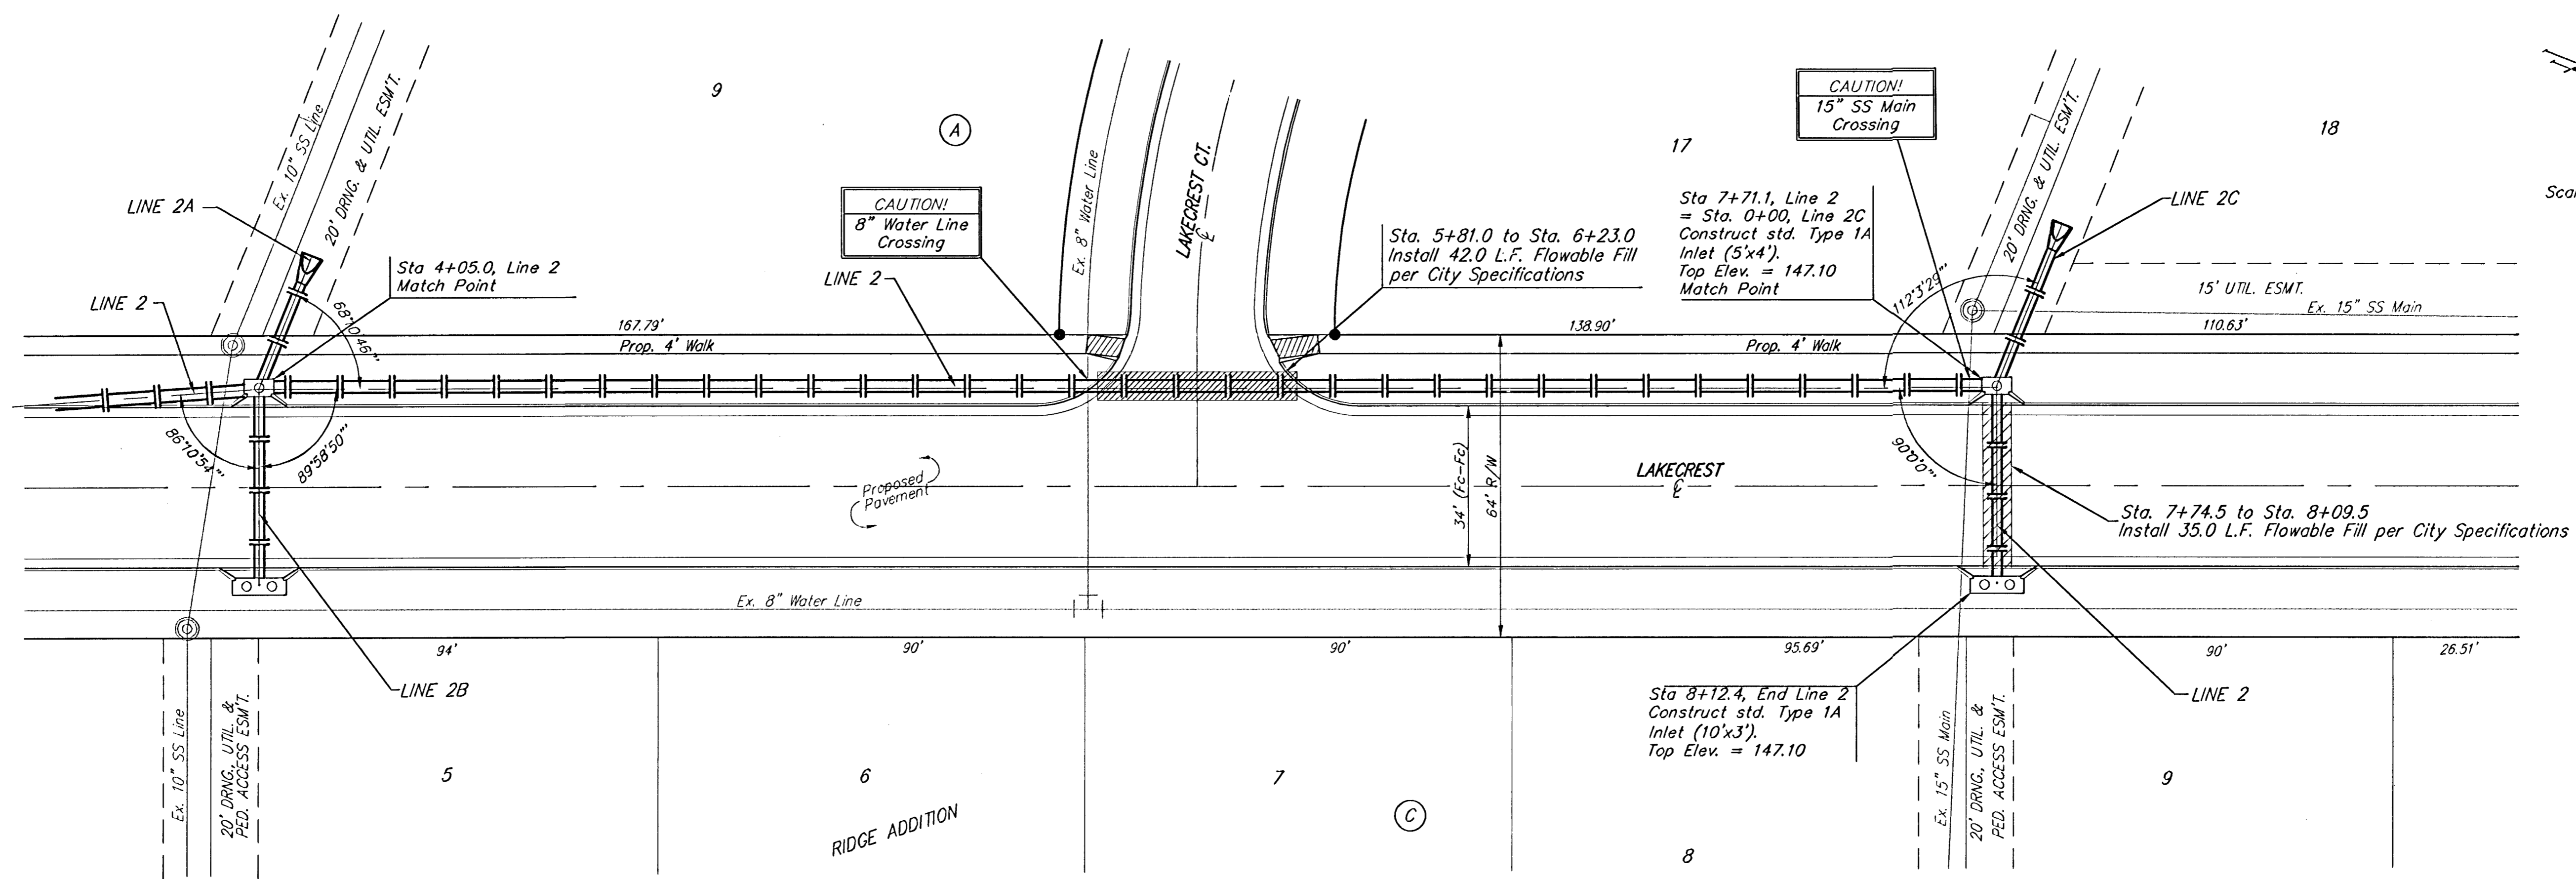 9
A
17
18
Ex. 10" SS Line
20' DRNG. & UTIL. ESM'T.
LINE 2A
LINE 2
Sta 4+05.0, Line 2
Match Point
68°10'46"'
CAUTION!
8" Water Line
Crossing
LINE 2
Ex. 8" Water Line
LAKECREST CT.
℄
Sta. 5+81.0 to Sta. 6+23.0
Install 42.0 L.F. Flowable Fill
per City Specifications
CAUTION!
15" SS Main
Crossing
Sta 7+71.1, Line 2
= Sta. 0+00, Line 2C
Construct std. Type 1A
Inlet (5'x4').
Top Elev. = 147.10
Match Point
112°3'29"'
20' DRNG. & UTIL. ESM'T.
LINE 2C
15' UTIL. ESMT.
Ex. 15" SS Main
167.79'
138.90'
110.63'
Prop. 4' Walk
Prop. 4' Walk
86°10'54"'
89°58'50"'
Proposed
Pavement
34' (Fc-Fc)
64' R/W
LAKECREST
℄
90°0'0"'
Sta. 7+74.5 to Sta. 8+09.5
Install 35.0 L.F. Flowable Fill per City Specifications
Ex. 8" Water Line
94'
90'
90'
95.69'
90'
26.51'
LINE 2B
Sta 8+12.4, End Line 2
Construct std. Type 1A
Inlet (10'x3').
Top Elev. = 147.10
LINE 2
Ex. 10" SS Line
20' DRNG., UTIL. &
PED. ACCESS ESM'T.
5
6
7
8
9
RIDGE ADDITION
C
Ex. 15" SS Main
20' DRNG., UTIL. &
PED. ACCESS ESM'T.